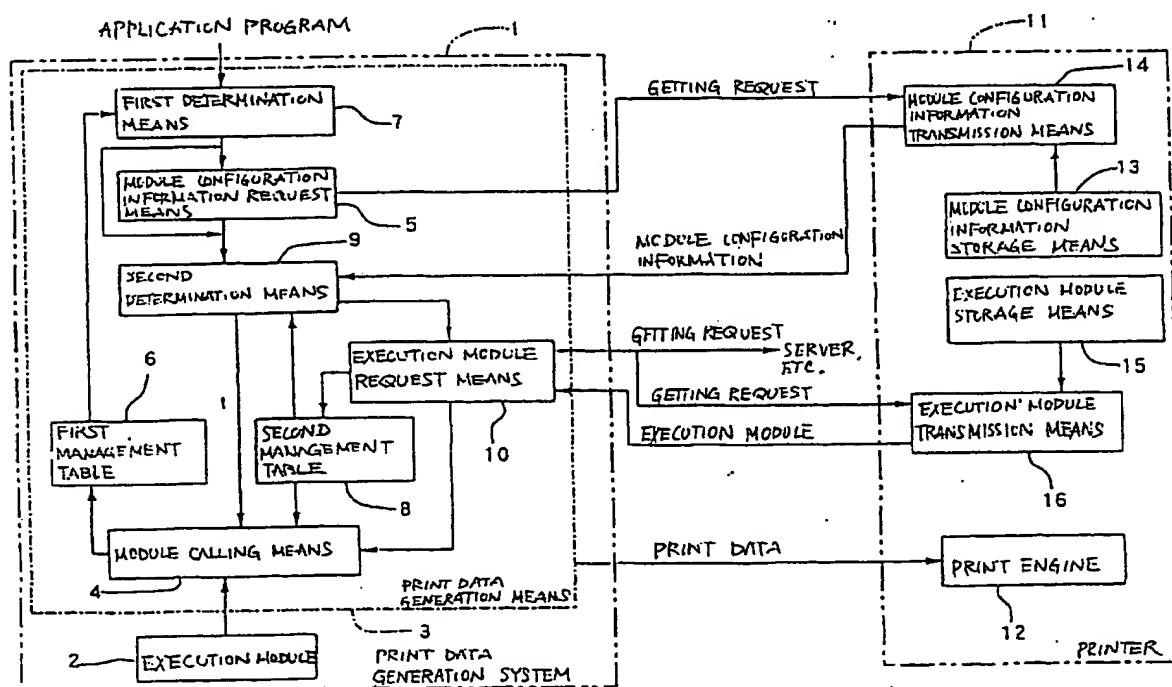 APPLICATION PROGRAM
1
11
FIRST DETERMINATION
MEANS
7
GETTING REQUEST
14
MODULE CONFIGURATION
INFORMATION
TRANSMISSION MEANS
MODULE CONFIGURATION
INFORMATION REQUEST
MEANS
5
13
MODULE CONFIGURATION
INFORMATION
STORAGE MEANS
9
SECOND
DETERMINATION MEANS
MODULE CONFIGURATION
INFORMATION
EXECUTION MODULE
STORAGE MEANS
15
6
EXECUTION MODULE
REQUEST MEANS
10
GETTING REQUEST
SERVER,
ETC.
GETTING REQUEST
EXECUTION MODULE
EXECUTION MODULE
TRANSMISSION MEANS
16
FIRST
MANAGEMENT
TABLE
SECOND
MANAGEMENT
TABLE
8
MODULE CALLING MEANS
4
PRINT DATA
GENERATION MEANS
3
PRINT DATA
PRINT ENGINE
12
2
EXECUTION MODULE
PRINT DATA
GENERATION SYSTEM
PRINTER